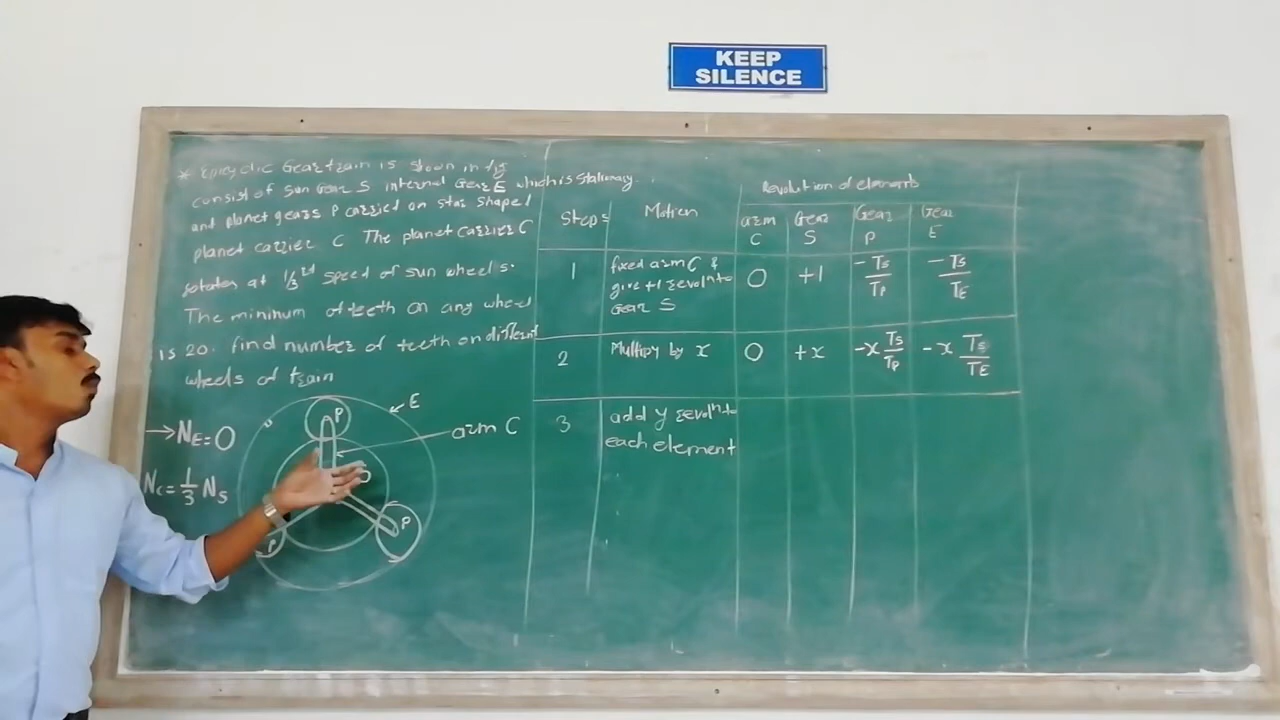 KEEP
SILENCE
* Epicyclic Gear train is shown in fig
consist of sun Gear S internal Gear E which is stationary.
and planet gears P carried on star shaped
planet carrier C The planet carrier C
rotates at 1/3rd speed of sun wheel S.
The mininum of teeth on any wheel
is 20. Find number of teeth on different
wheels of train
→ NE=0
NC = 1/3 NS
P
E
arm C
P
P
Revolution of elements
Steps
Motion
arm C
Gear S
Gear P
Gear E
1
fixed arm C &
give +1 revoln to
Gear S
0
+1
-TS/TP
-TS/TE
2
Multipy by x
0
+x
-x TS/TP
-x TS/TE
3
add y revoln to
each element